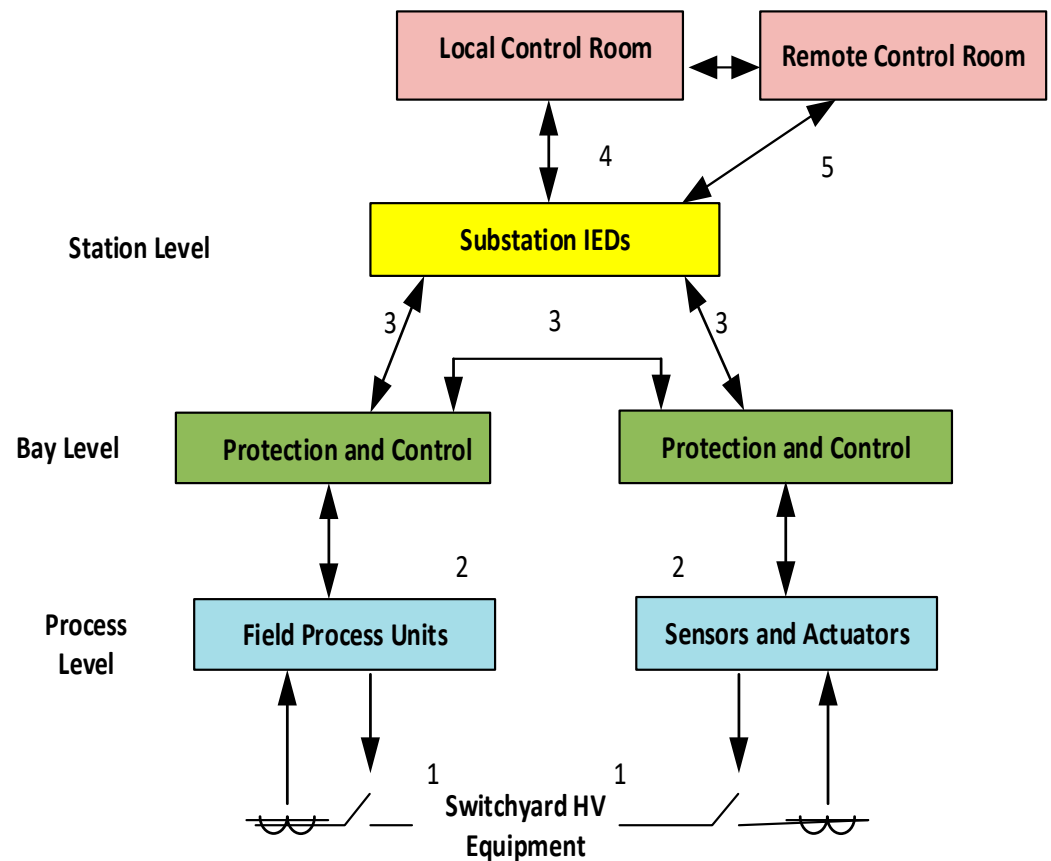 Local Control Room
Remote Control Room
4
5
Station Level
Substation IEDs
3
3
3
Bay Level
Protection and Control
Protection and Control
2
2
Process
Level
Field Process Units
Sensors and Actuators
1
1
Switchyard HV
Equipment